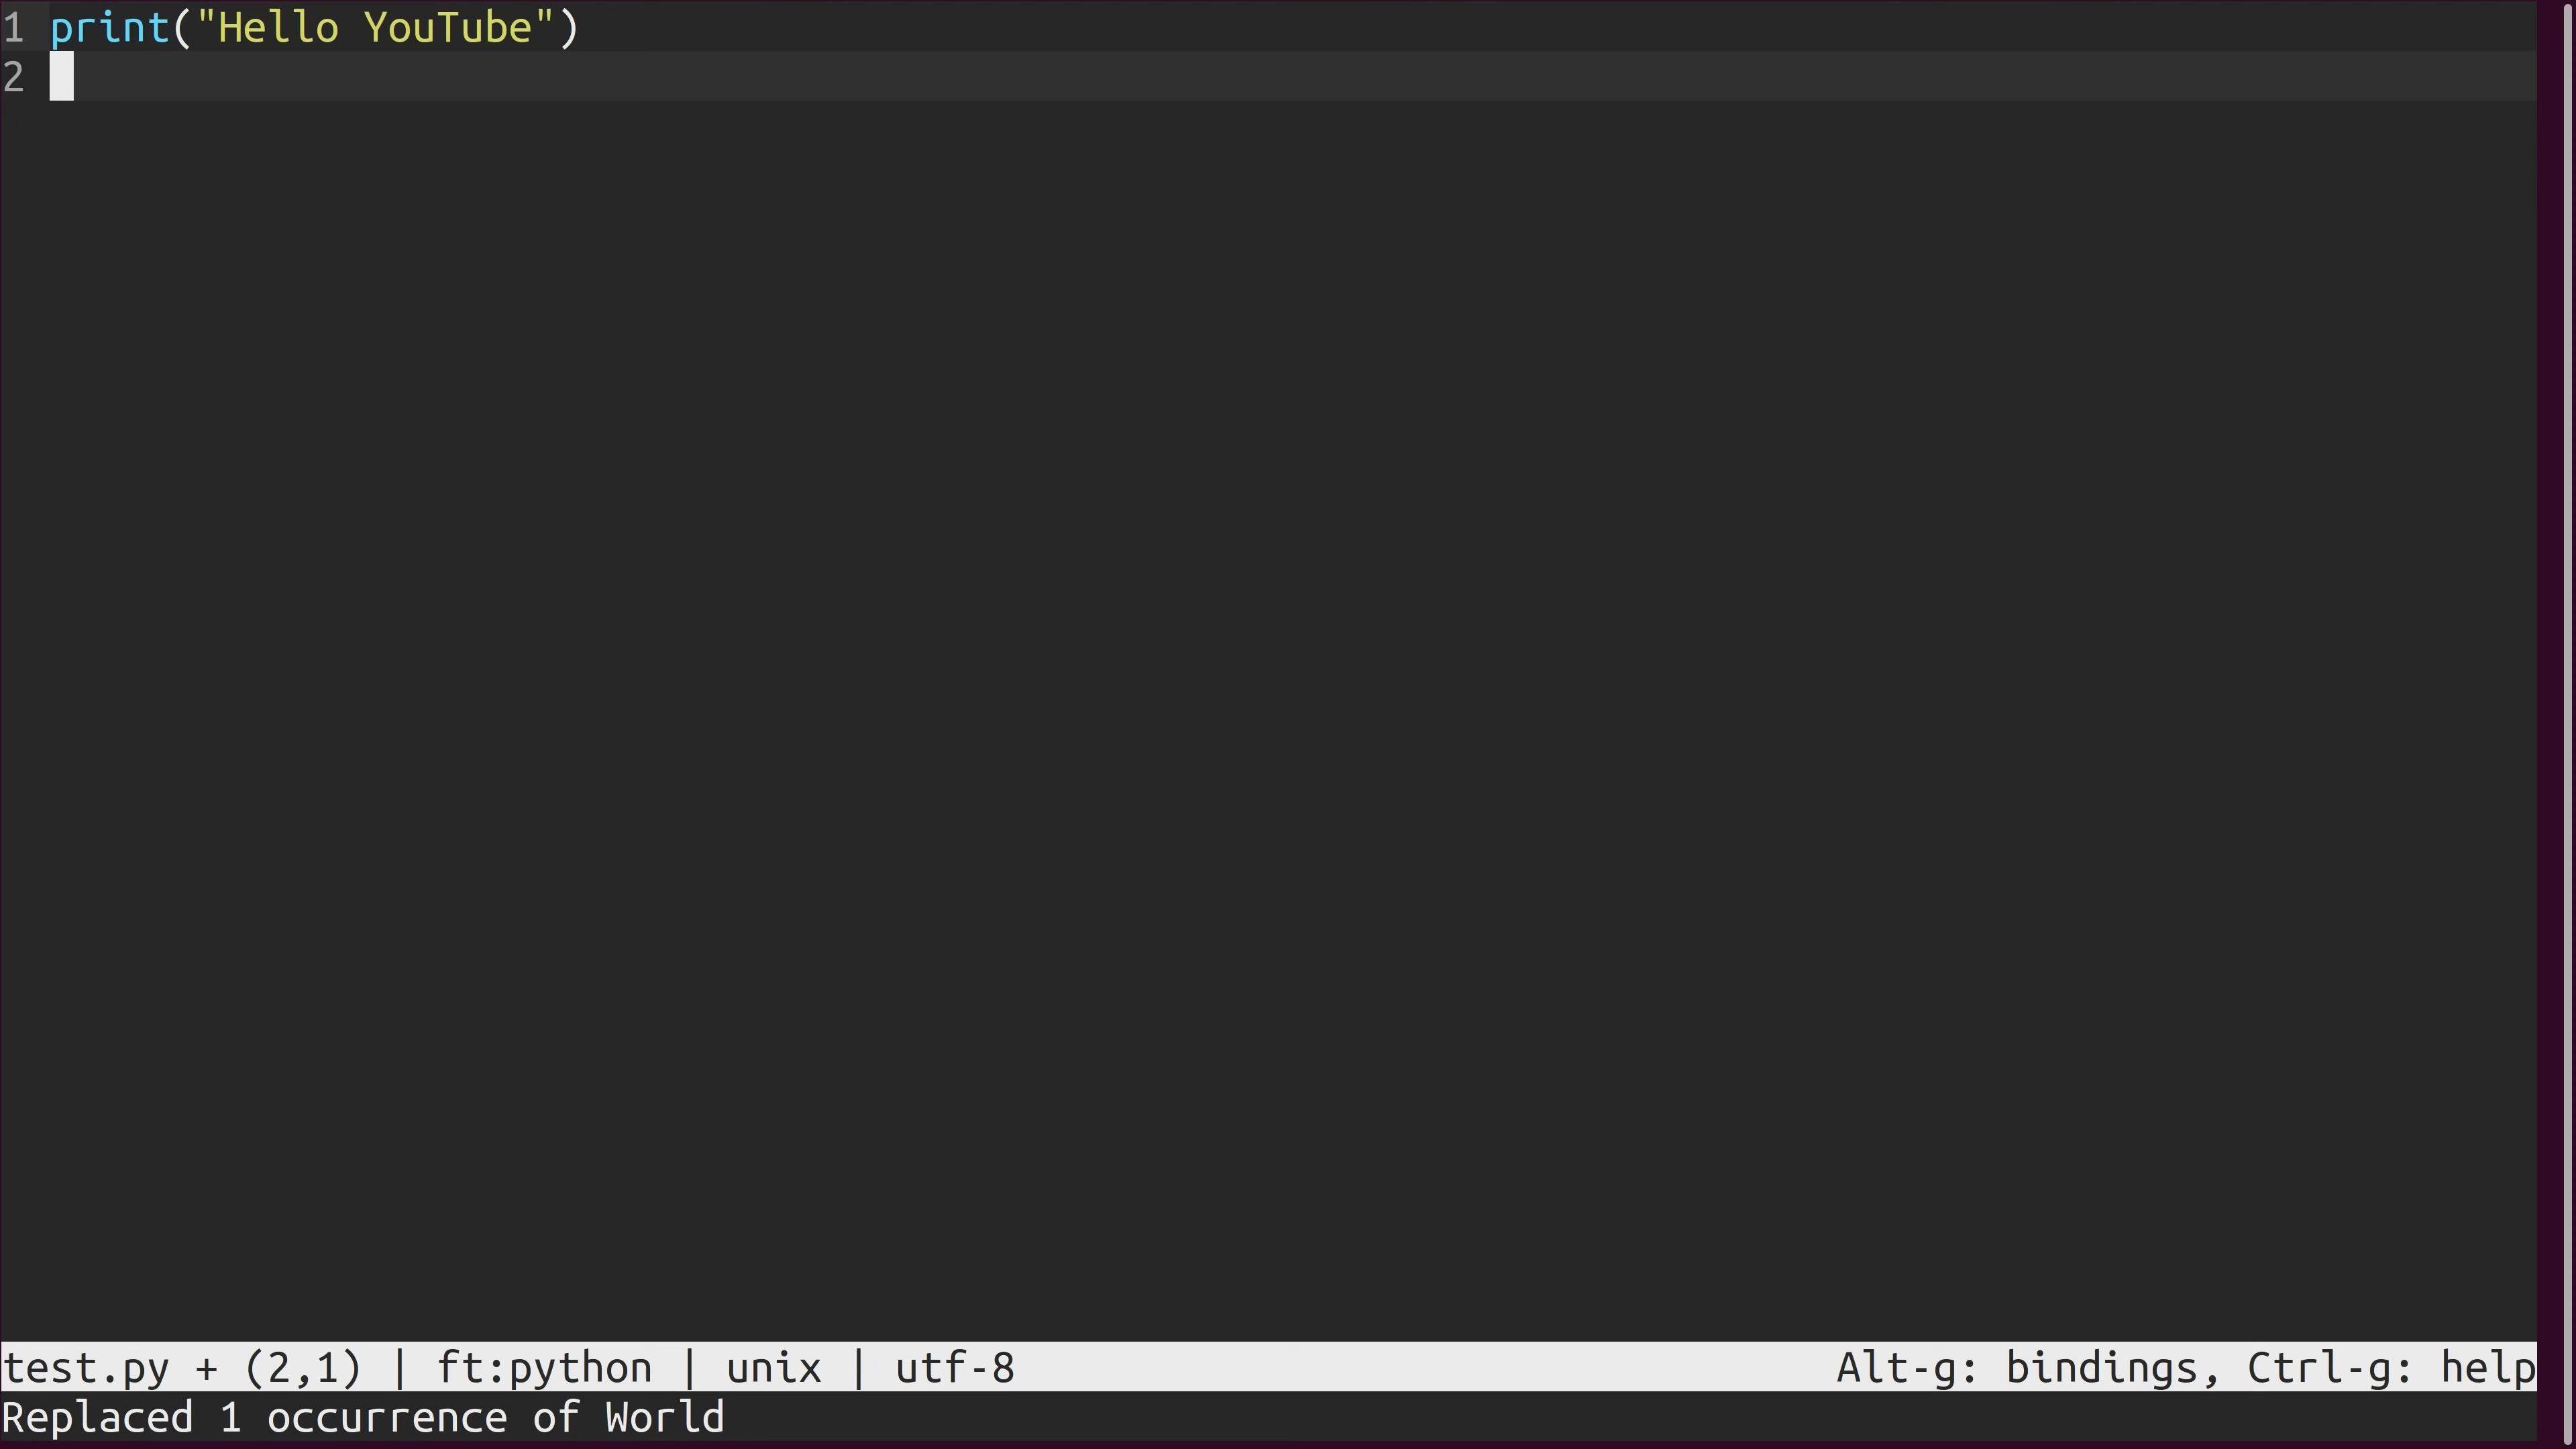 1 print("Hello YouTube")
2
test.py + (2,1) | ft:python | unix | utf-8 Alt-g: bindings, Ctrl-g: help
Replaced 1 occurrence of World